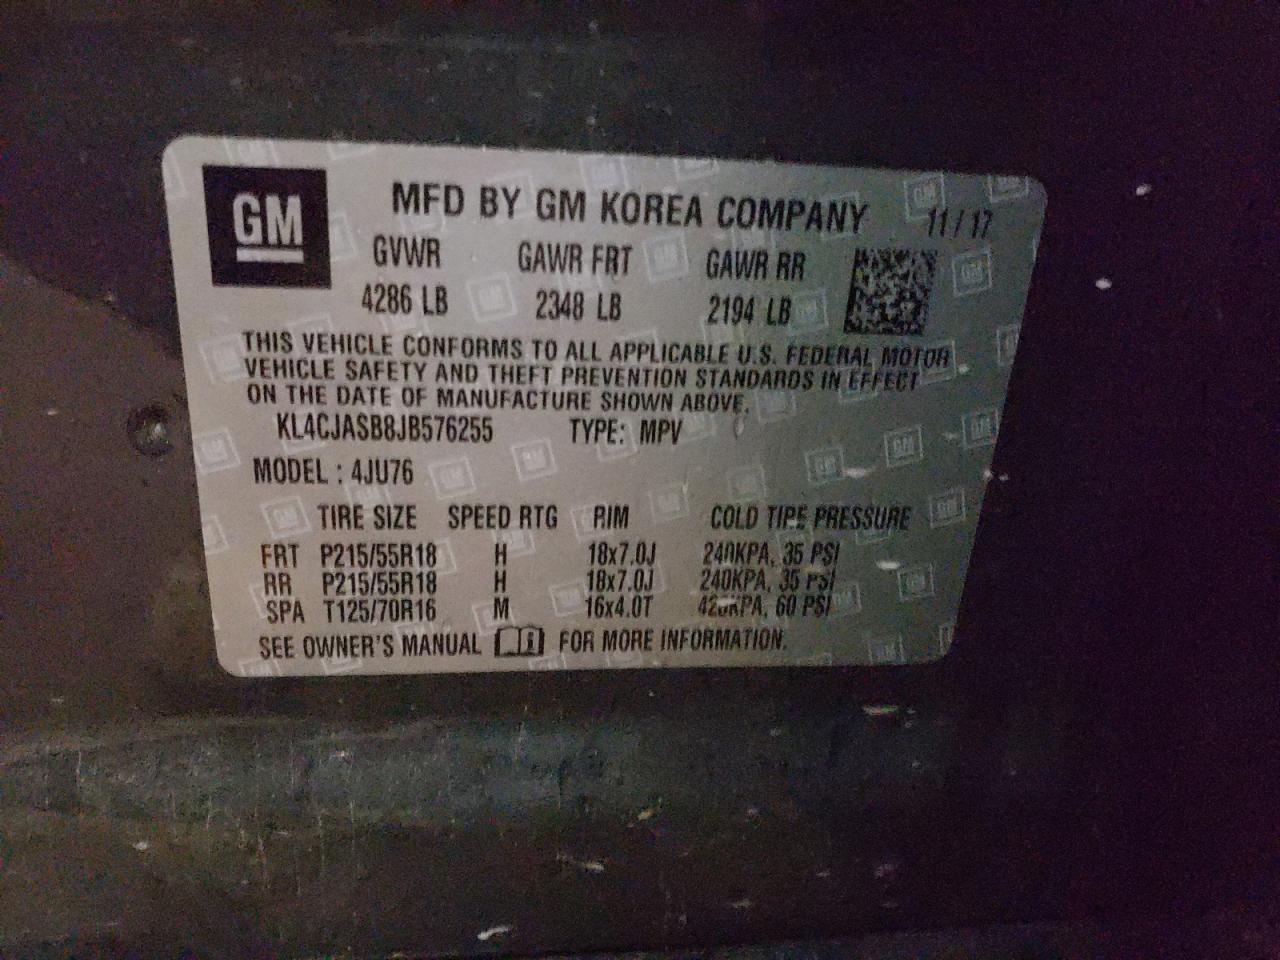 GM
MFD BY GM KOREA COMPANY 11/17
GVWR GAWR FRT GAWR RR
4286 LB 2348 LB 2194 LB
THIS VEHICLE CONFORMS TO ALL APPLICABLE U.S. FEDERAL MOTOR
VEHICLE SAFETY AND THEFT PREVENTION STANDARDS IN EFFECT
ON THE DATE OF MANUFACTURE SHOWN ABOVE.
KL4CJASB8JB576255 TYPE: MPV
MODEL : 4JU76
TIRE SIZE SPEED RTG RIM COLD TIRE PRESSURE
FRT P215/55R18 H 18x7.0J 240KPA, 35 PSI
RR P215/55R18 H 18x7.0J 240KPA, 35 PSI
SPA T125/70R16 M 16x4.0T 420KPA, 60 PSI
SEE OWNER'S MANUAL FOR MORE INFORMATION.